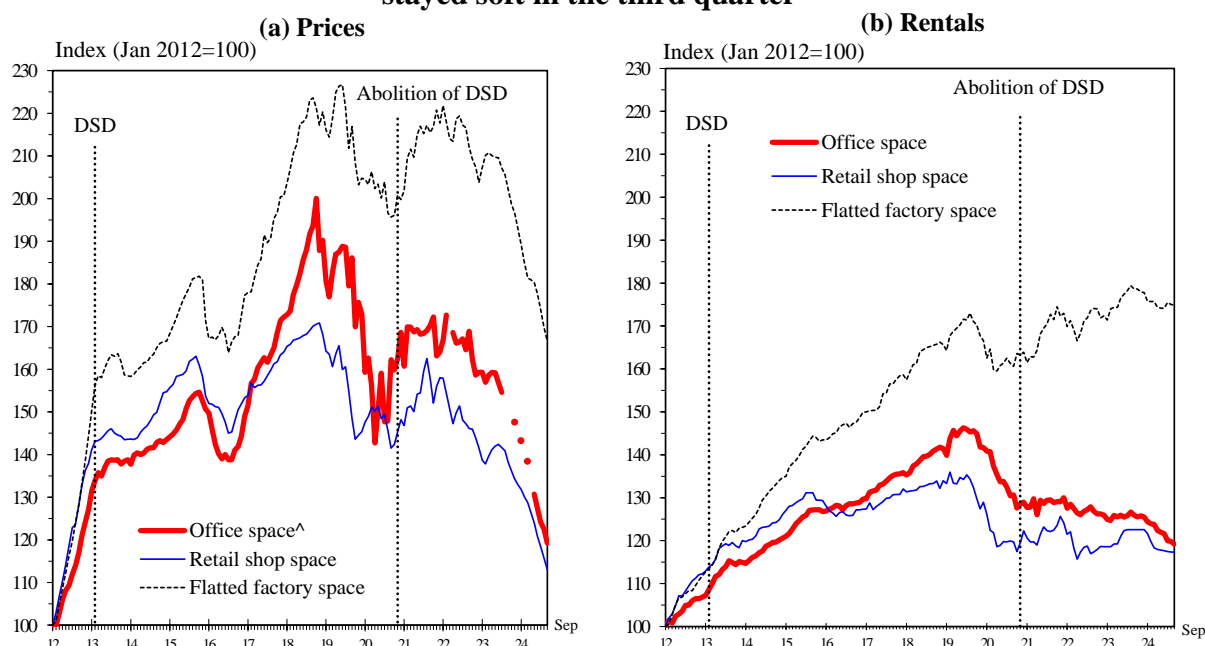 stayed soft in the third quarter
(a) Prices
Index (Jan 2012=100)
230
220
210
200
190
180
170
160
150
140
130
120
110
100
DSD
Abolition of DSD
Office space^
Retail shop space
Flatted factory space
12 13 14 15 16 17 18 19 20 21 22 23 24
Sep
(b) Rentals
Index (Jan 2012=100)
230
220
210
200
190
180
170
160
150
140
130
120
110
100
DSD
Abolition of DSD
Office space
Retail shop space
Flatted factory space
12 13 14 15 16 17 18 19 20 21 22 23 24
Sep